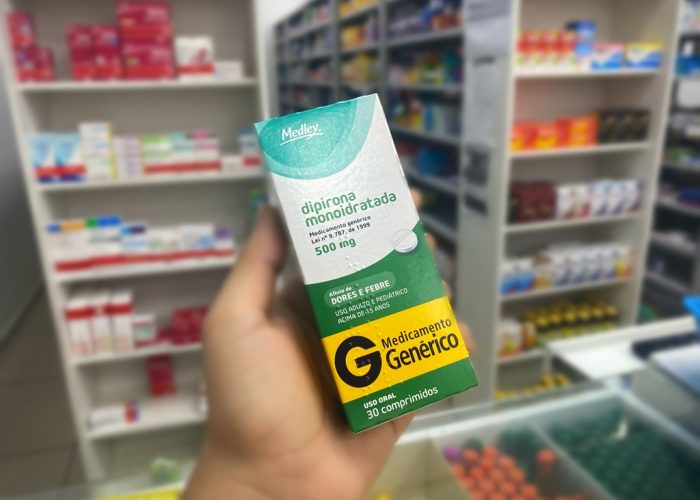 Medley
dipirona
monoidratada
Medicamento genérico
Lei nº 9.787, de 1999
500 mg
Alívio de
DORES E FEBRE
USO ADULTO E PEDIÁTRICO
ACIMA DE 15 ANOS
G Medicamento
Genérico
USO ORAL
30 comprimidos